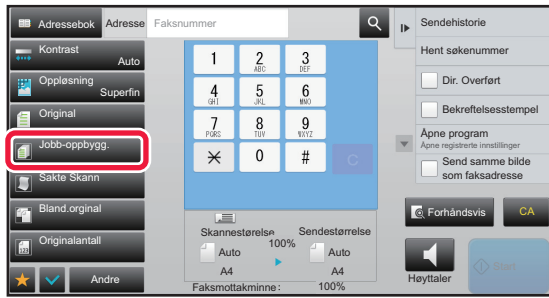 Adressebok
Adresse
Faksnummer
Sendehistorie
Kontrast
Auto
Hent søkenummer
Oppløsning
Superfin
Dir. Overført
Original
Bekreftelsesstempel
Jobb-oppbygg.
Åpne program
Åpne registrerte innstillinger
Sakte Skann
Send samme bilde
som faksadresse
Bland.orginal
Originalantall
Andre
1
2
ABC
3
DEF
4
GHI
5
JKL
6
MNO
7
PQRS
8
TUV
9
WXYZ
0
#
C
Skannestørelse
Sendestørrelse
100%
Auto
Auto
A4
A4
Faksmottakminne:
100%
Forhåndsvis
CA
Høyttaler
Start